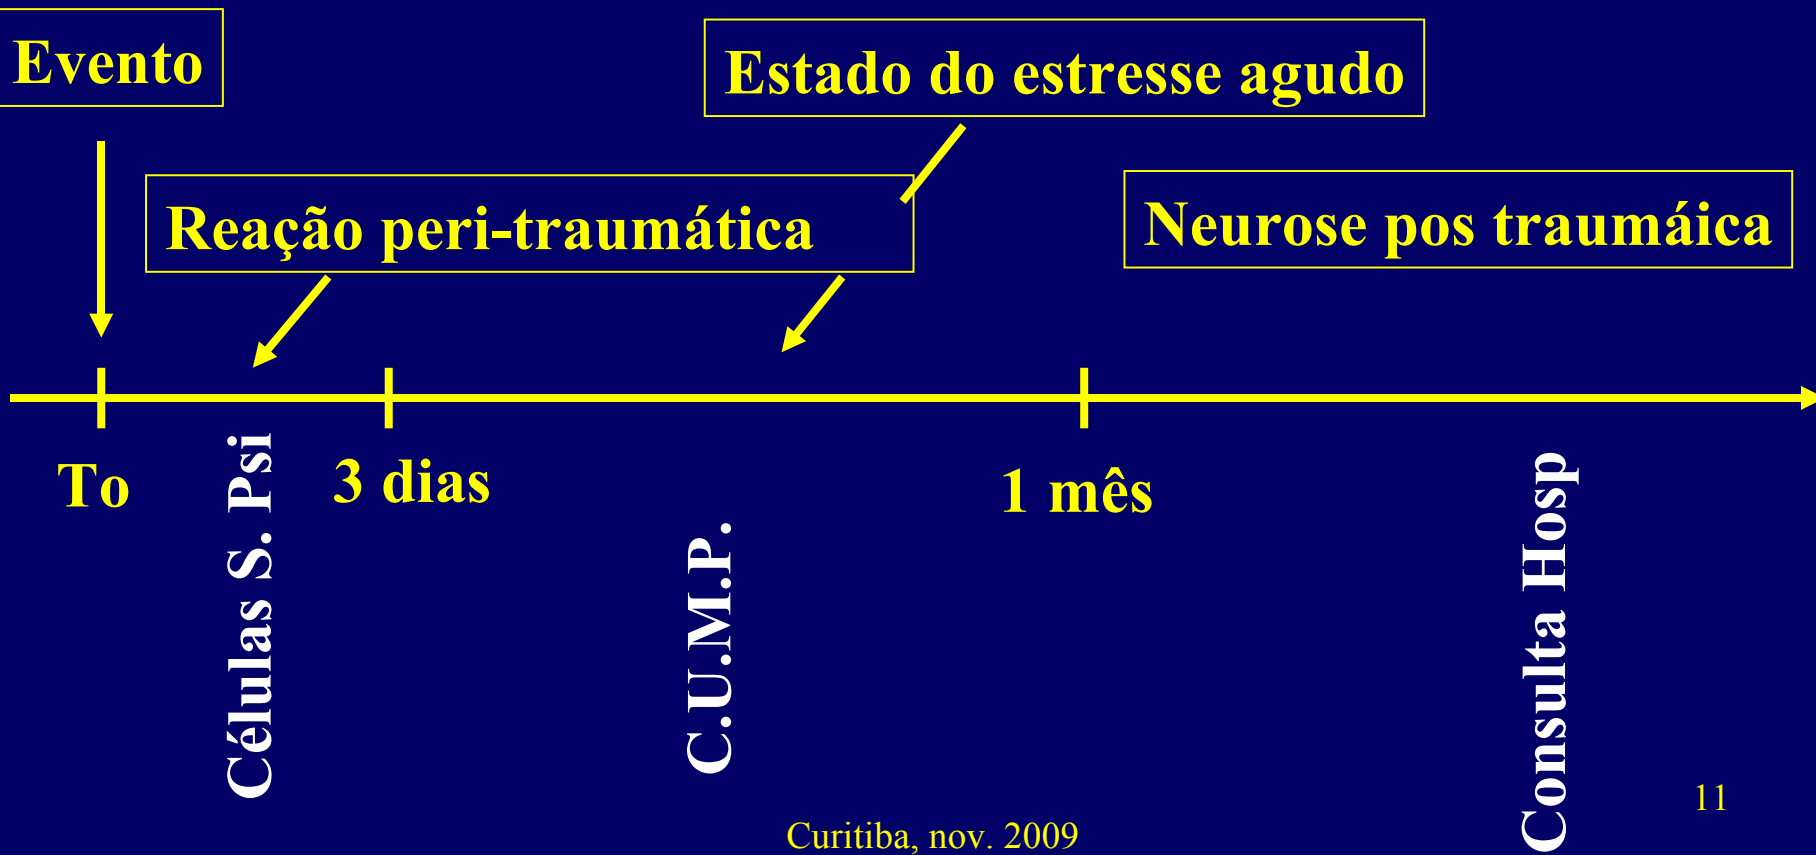 Evento
Estado do estresse agudo
Reação peri-traumática
Neurose pos traumáica
To
Células S. Psi
3 dias
C.U.M.P.
1 mês
Consulta Hosp
Curitiba, nov. 2009
11